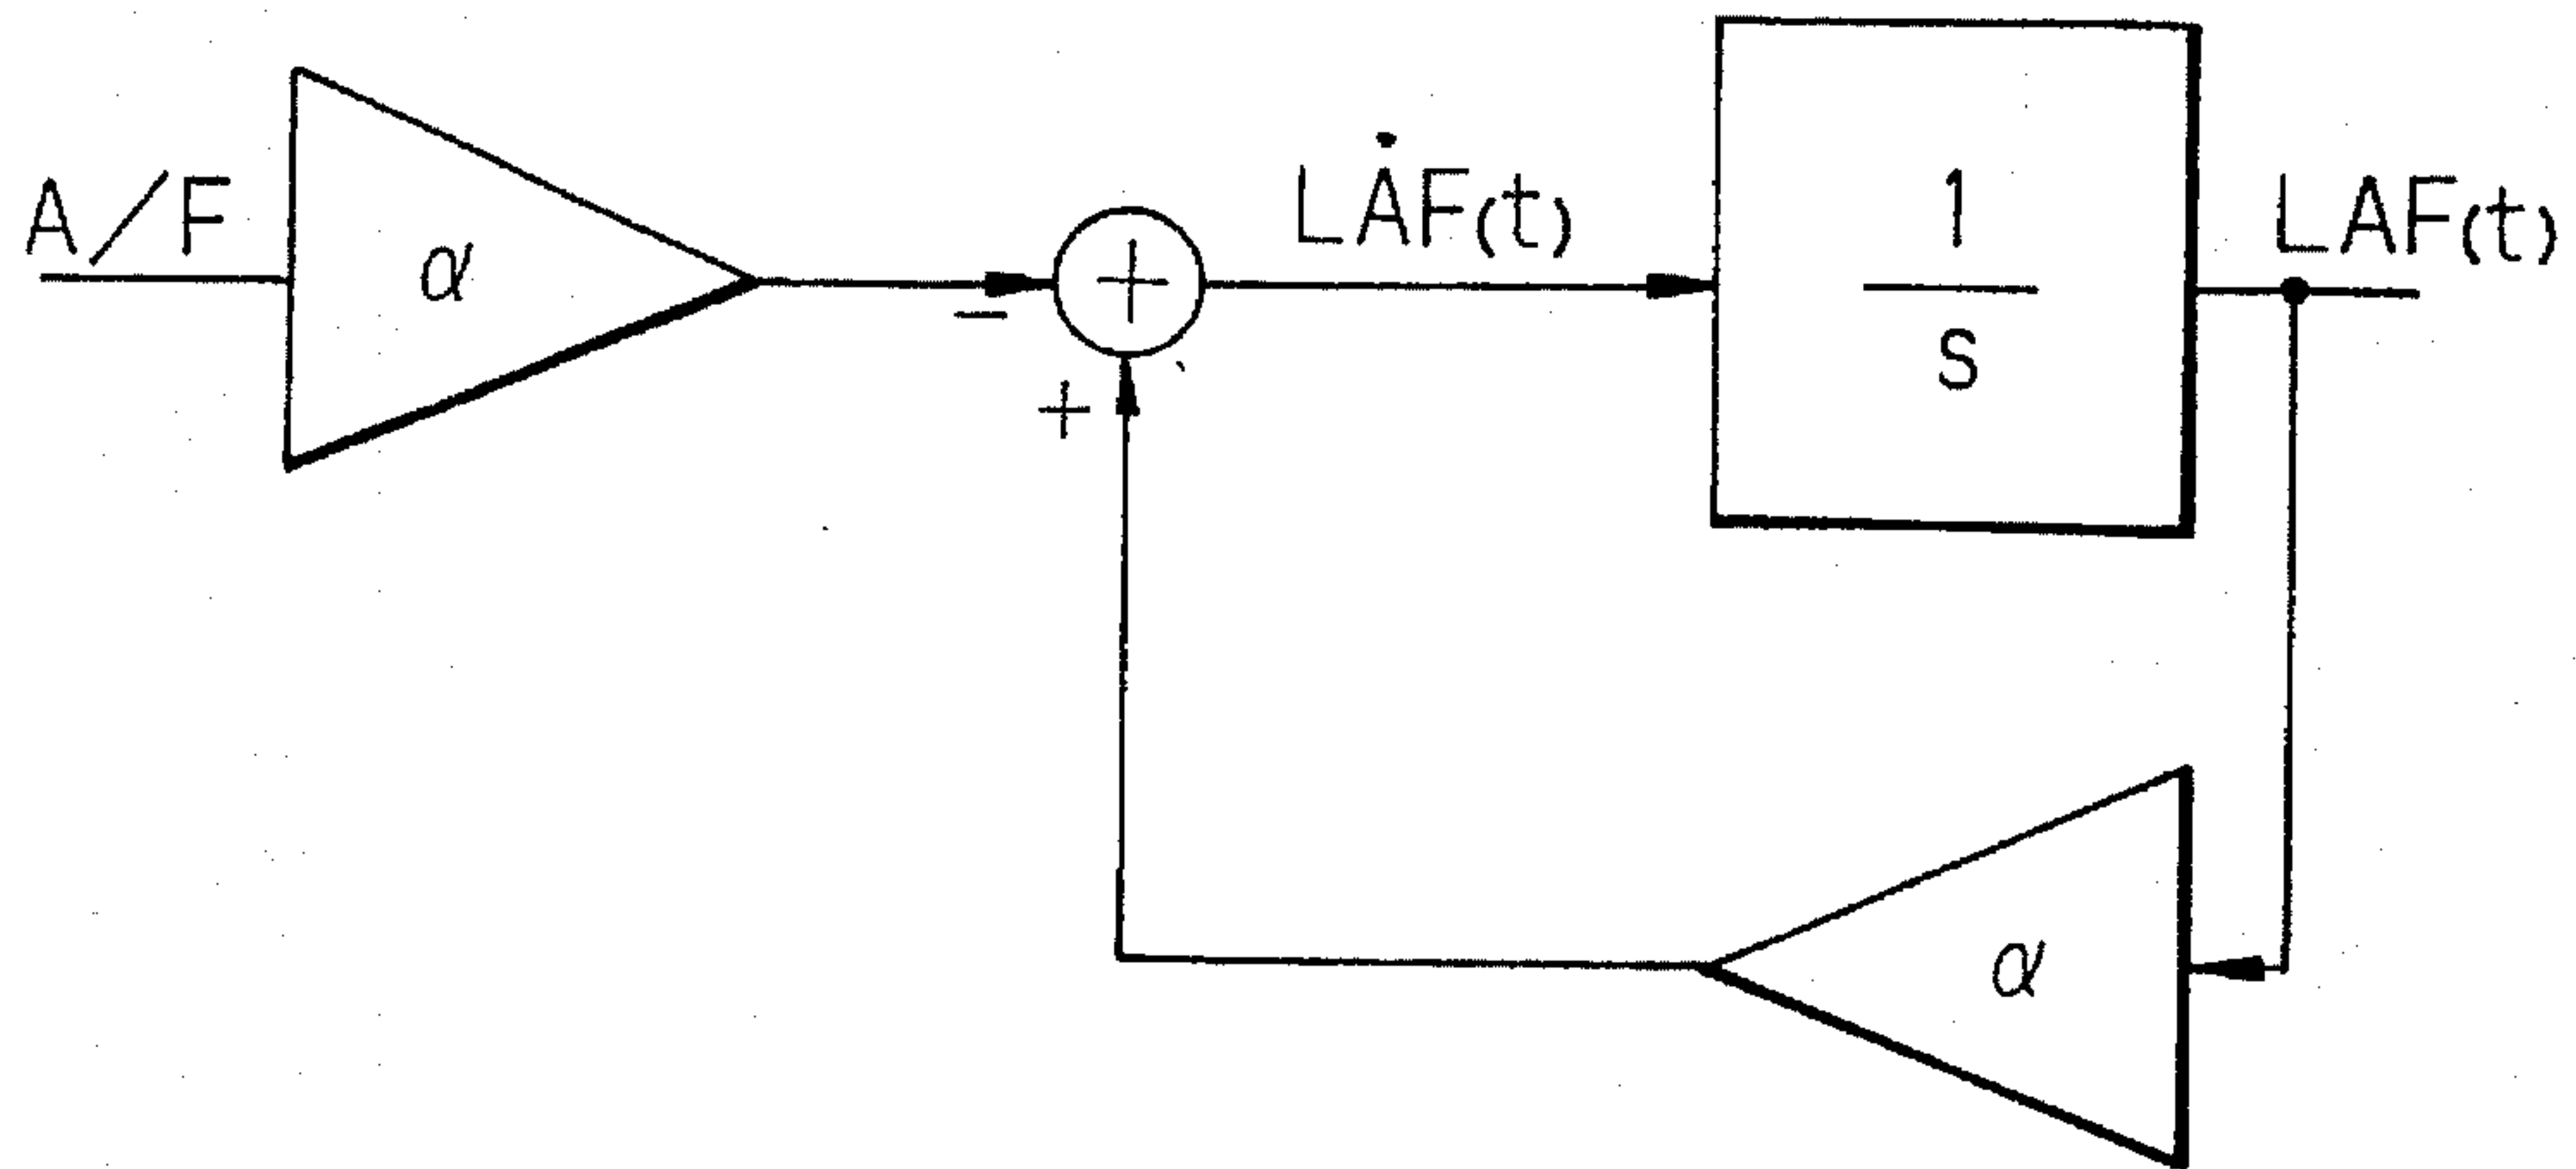 A/F
α
−
+
+
LȦF(t)
1
s
LAF(t)
α